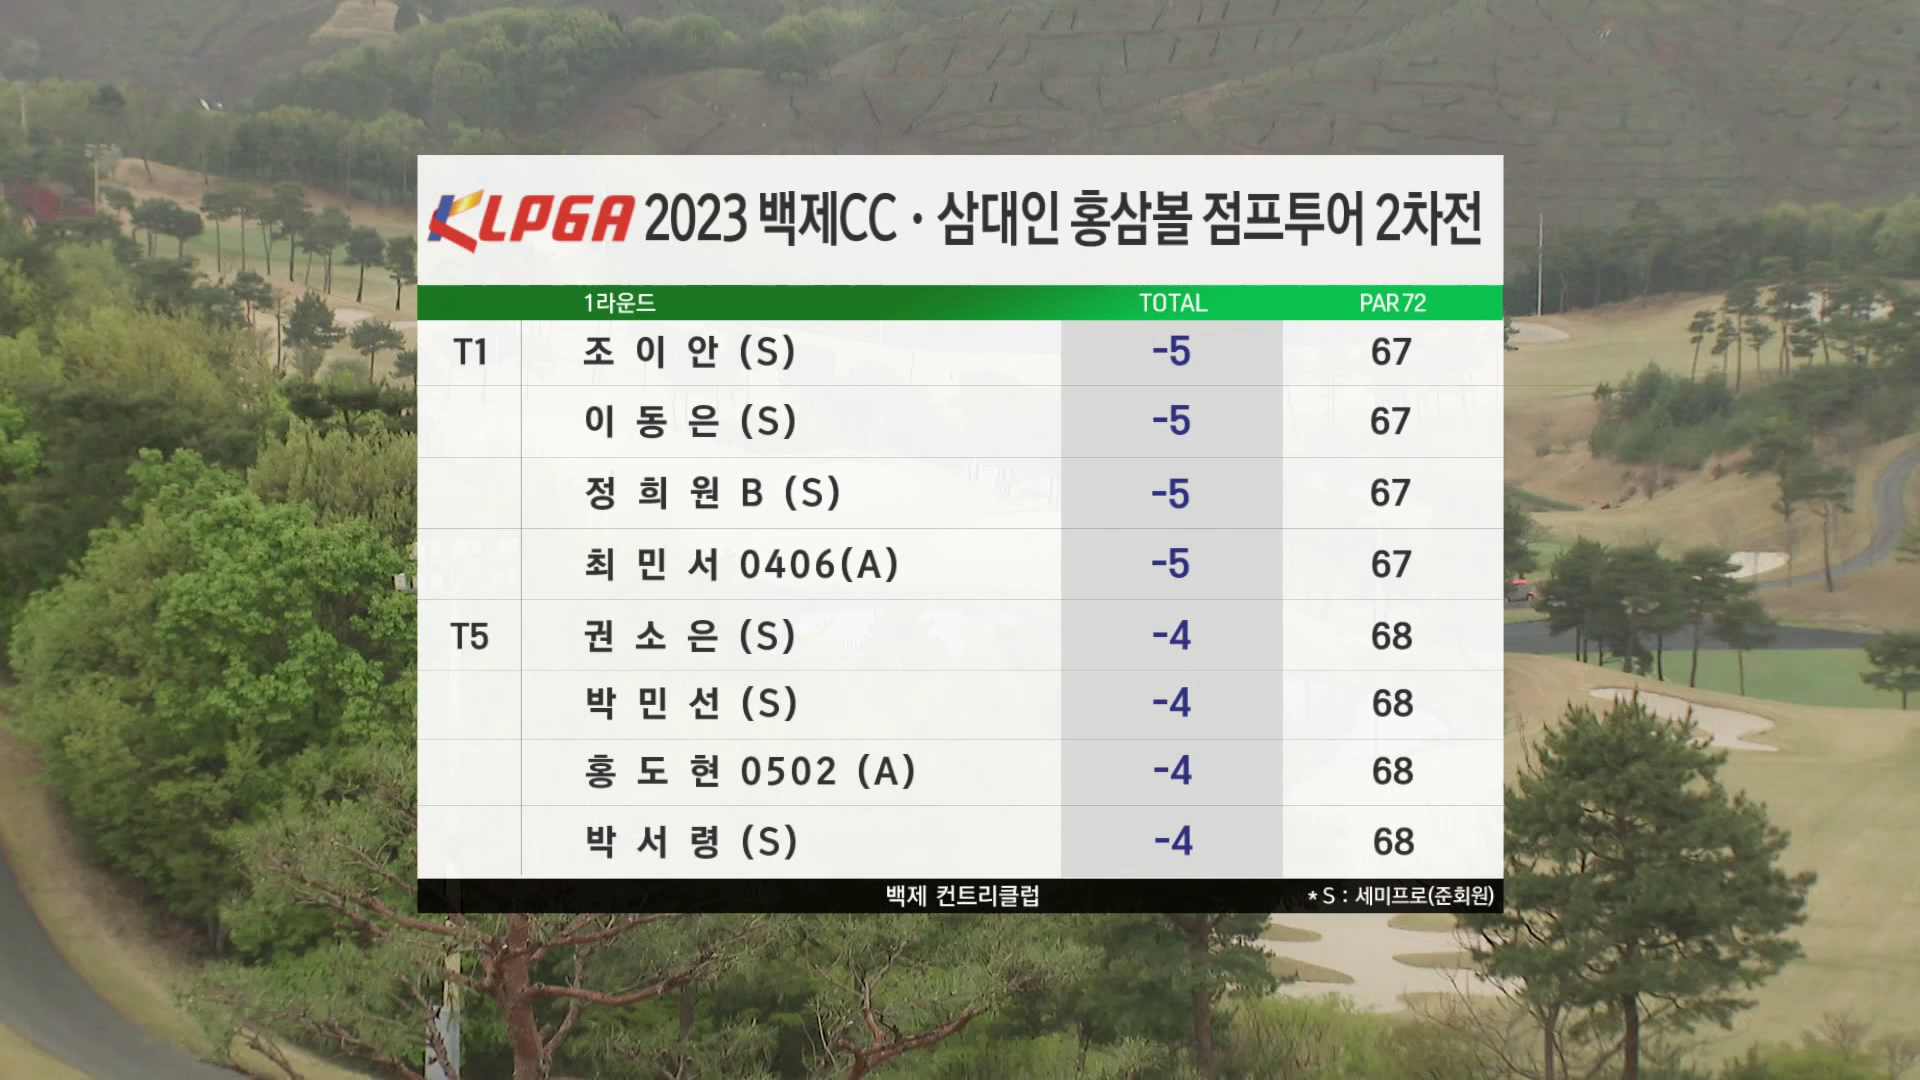 KLPGA 2023 백제CC · 삼대인 홍삼볼 점프투어 2차전
1라운드 TOTAL PAR 72
T1 조 이 안 (S) -5 67
이 동 은 (S) -5 67
정 희 원 B (S) -5 67
최 민 서 0406(A) -5 67
T5 권 소 은 (S) -4 68
박 민 선 (S) -4 68
홍 도 현 0502 (A) -4 68
박 서 령 (S) -4 68
백제 컨트리클럽 * S : 세미프로(준회원)